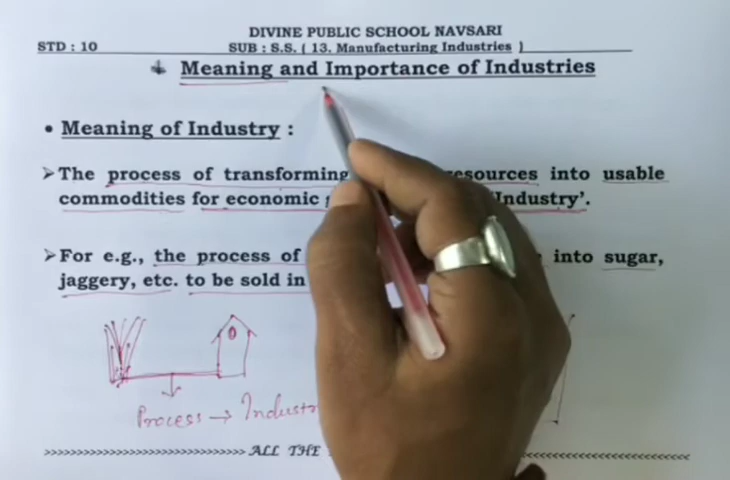 DIVINE PUBLIC SCHOOL NAVSARI
STD : 10 SUB : S.S. ( 13. Manufacturing Industries )
Meaning and Importance of Industries
• Meaning of Industry :
➢The process of transforming resources into usable
commodities for economic Industry’.
➢For e.g., the process of into sugar,
jaggery, etc. to be sold in
Process → Industr
>>>>>>>>>>>>>>>>>>>>>>>>>>>>>> ALL THE >>>>>>>>>>>>>>>>>>>>>>>>